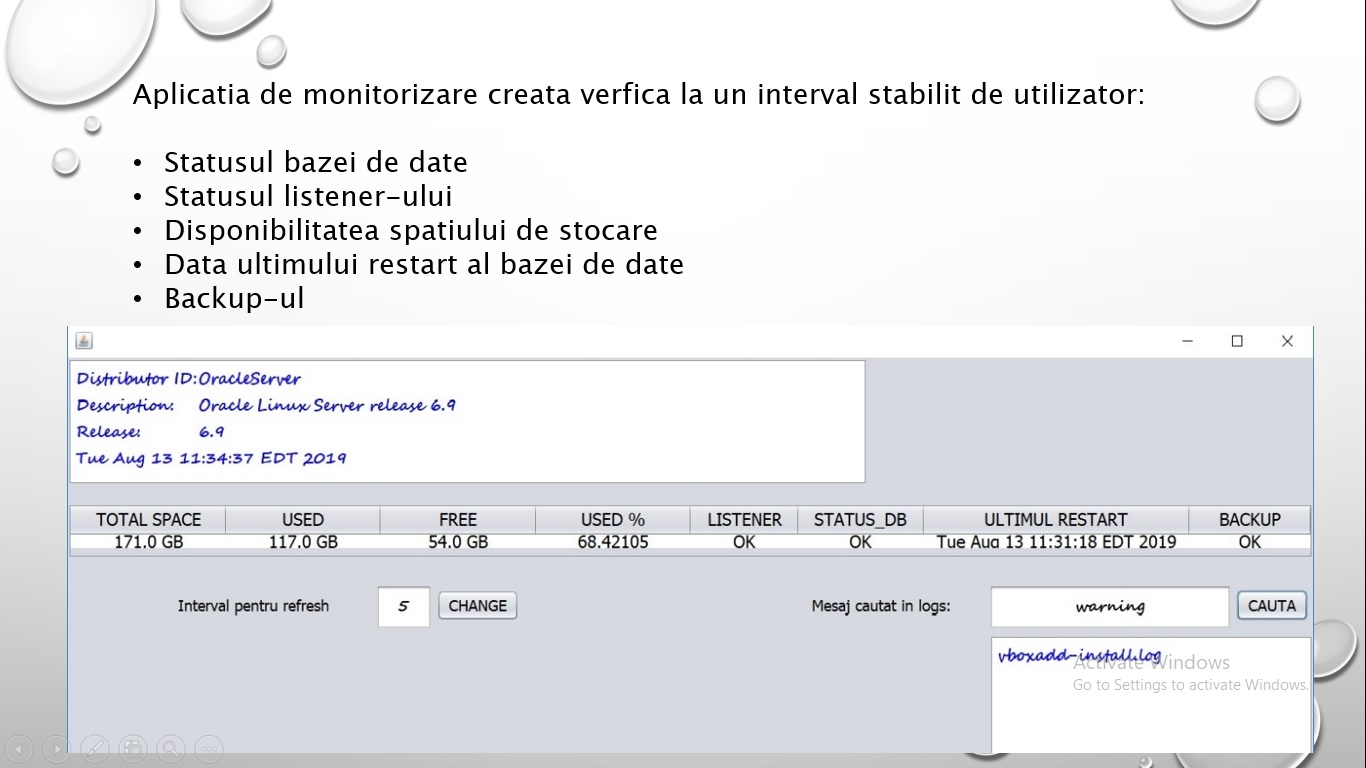 Aplicatia de monitorizare creata verfica la un interval stabilit de utilizator:
• Statusul bazei de date
• Statusul listener-ului
• Disponibilitatea spatiului de stocare
• Data ultimului restart al bazei de date
• Backup-ul
Distributor ID:OracleServer
Description: Oracle Linux Server release 6.9
Release: 6.9
Tue Aug 13 11:34:37 EDT 2019
TOTAL SPACE USED FREE USED % LISTENER STATUS_DB ULTIMUL RESTART BACKUP
171.0 GB 117.0 GB 54.0 GB 68.42105 OK OK Tue Aug 13 11:31:18 EDT 2019 OK
Interval pentru refresh 5 CHANGE Mesaj cautat in logs: warning CAUTA
vboxadd-install.log
Activate Windows
Go to Settings to activate Windows.